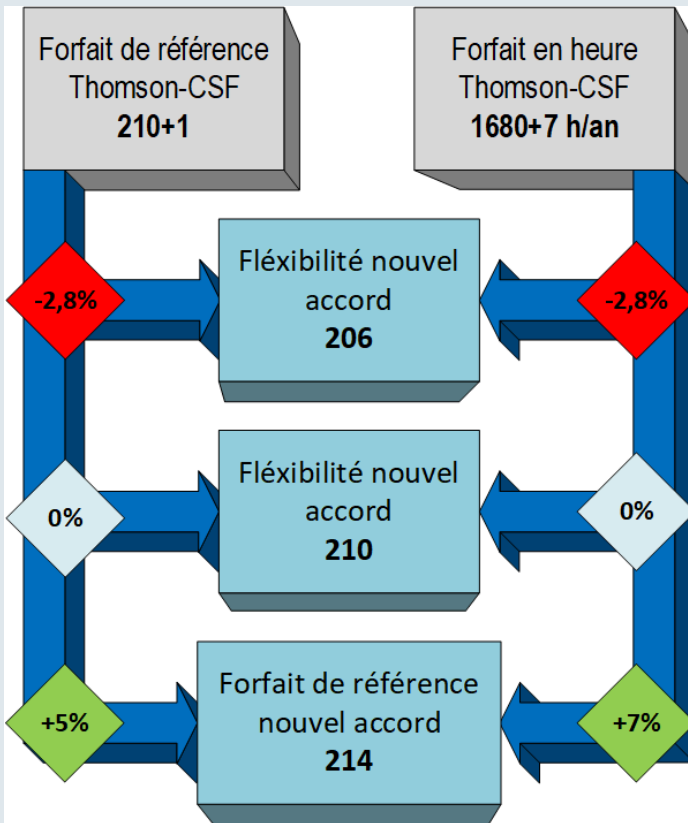 Forfait de référence
Thomson-CSF
210+1
Forfait en heure
Thomson-CSF
1680+7 h/an
Fléxibilité nouvel
accord
206
-2,8%
-2,8%
Fléxibilité nouvel
accord
210
0%
0%
Forfait de référence
nouvel accord
214
+5%
+7%